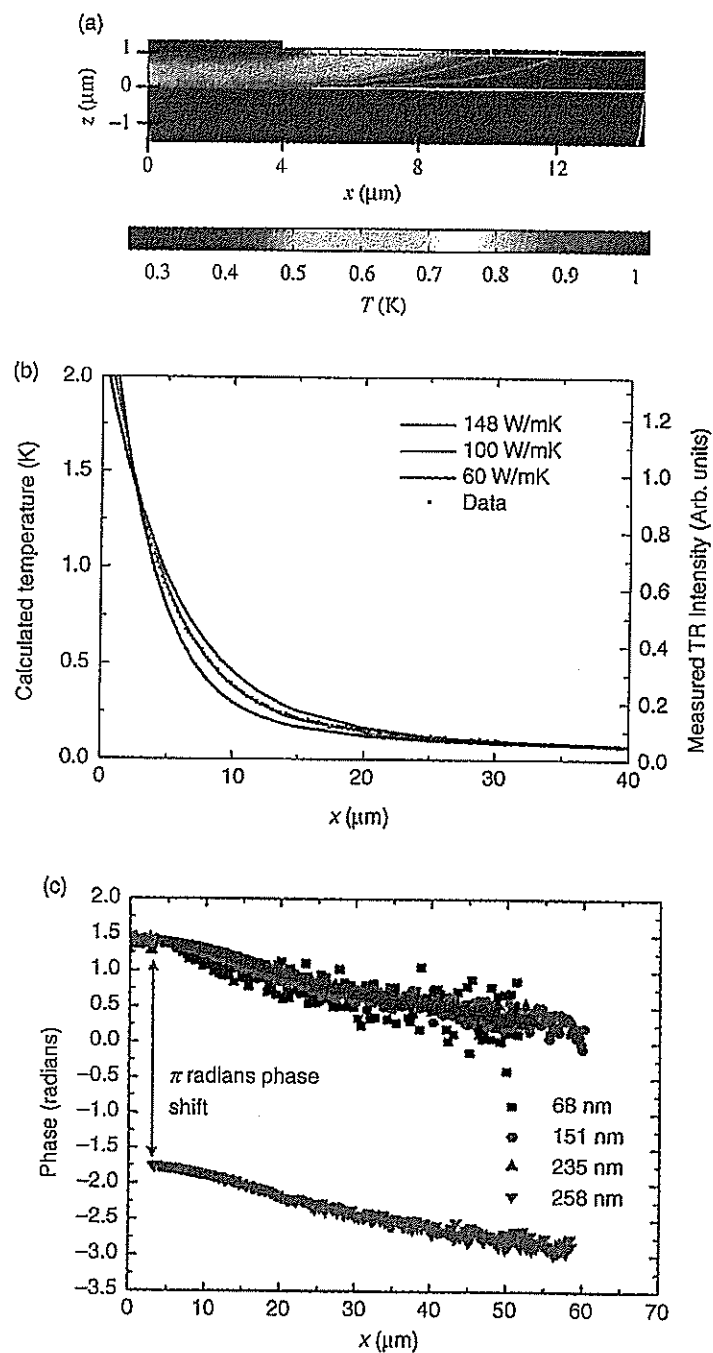 (a)
1
0
−1
z (μm)
0 4 8 12
x (μm)
0.3 0.4 0.5 0.6 0.7 0.8 0.9 1
T (K)
(b)
2.0
1.5
1.0
0.5
0.0
Calculated temperature (K)
148 W/mK
100 W/mK
60 W/mK
Data
1.2
1.0
0.8
0.6
0.4
0.2
0.0
Measured TR Intensity (Arb. units)
0 10 20 30 40
x (μm)
(c)
2.0
1.5
1.0
0.5
0.0
−0.5
−1.0
−1.5
−2.0
−2.5
−3.0
−3.5
Phase (radians)
π radians phase
shift
68 nm
151 nm
235 nm
258 nm
0 10 20 30 40 50 60 70
x (μm)